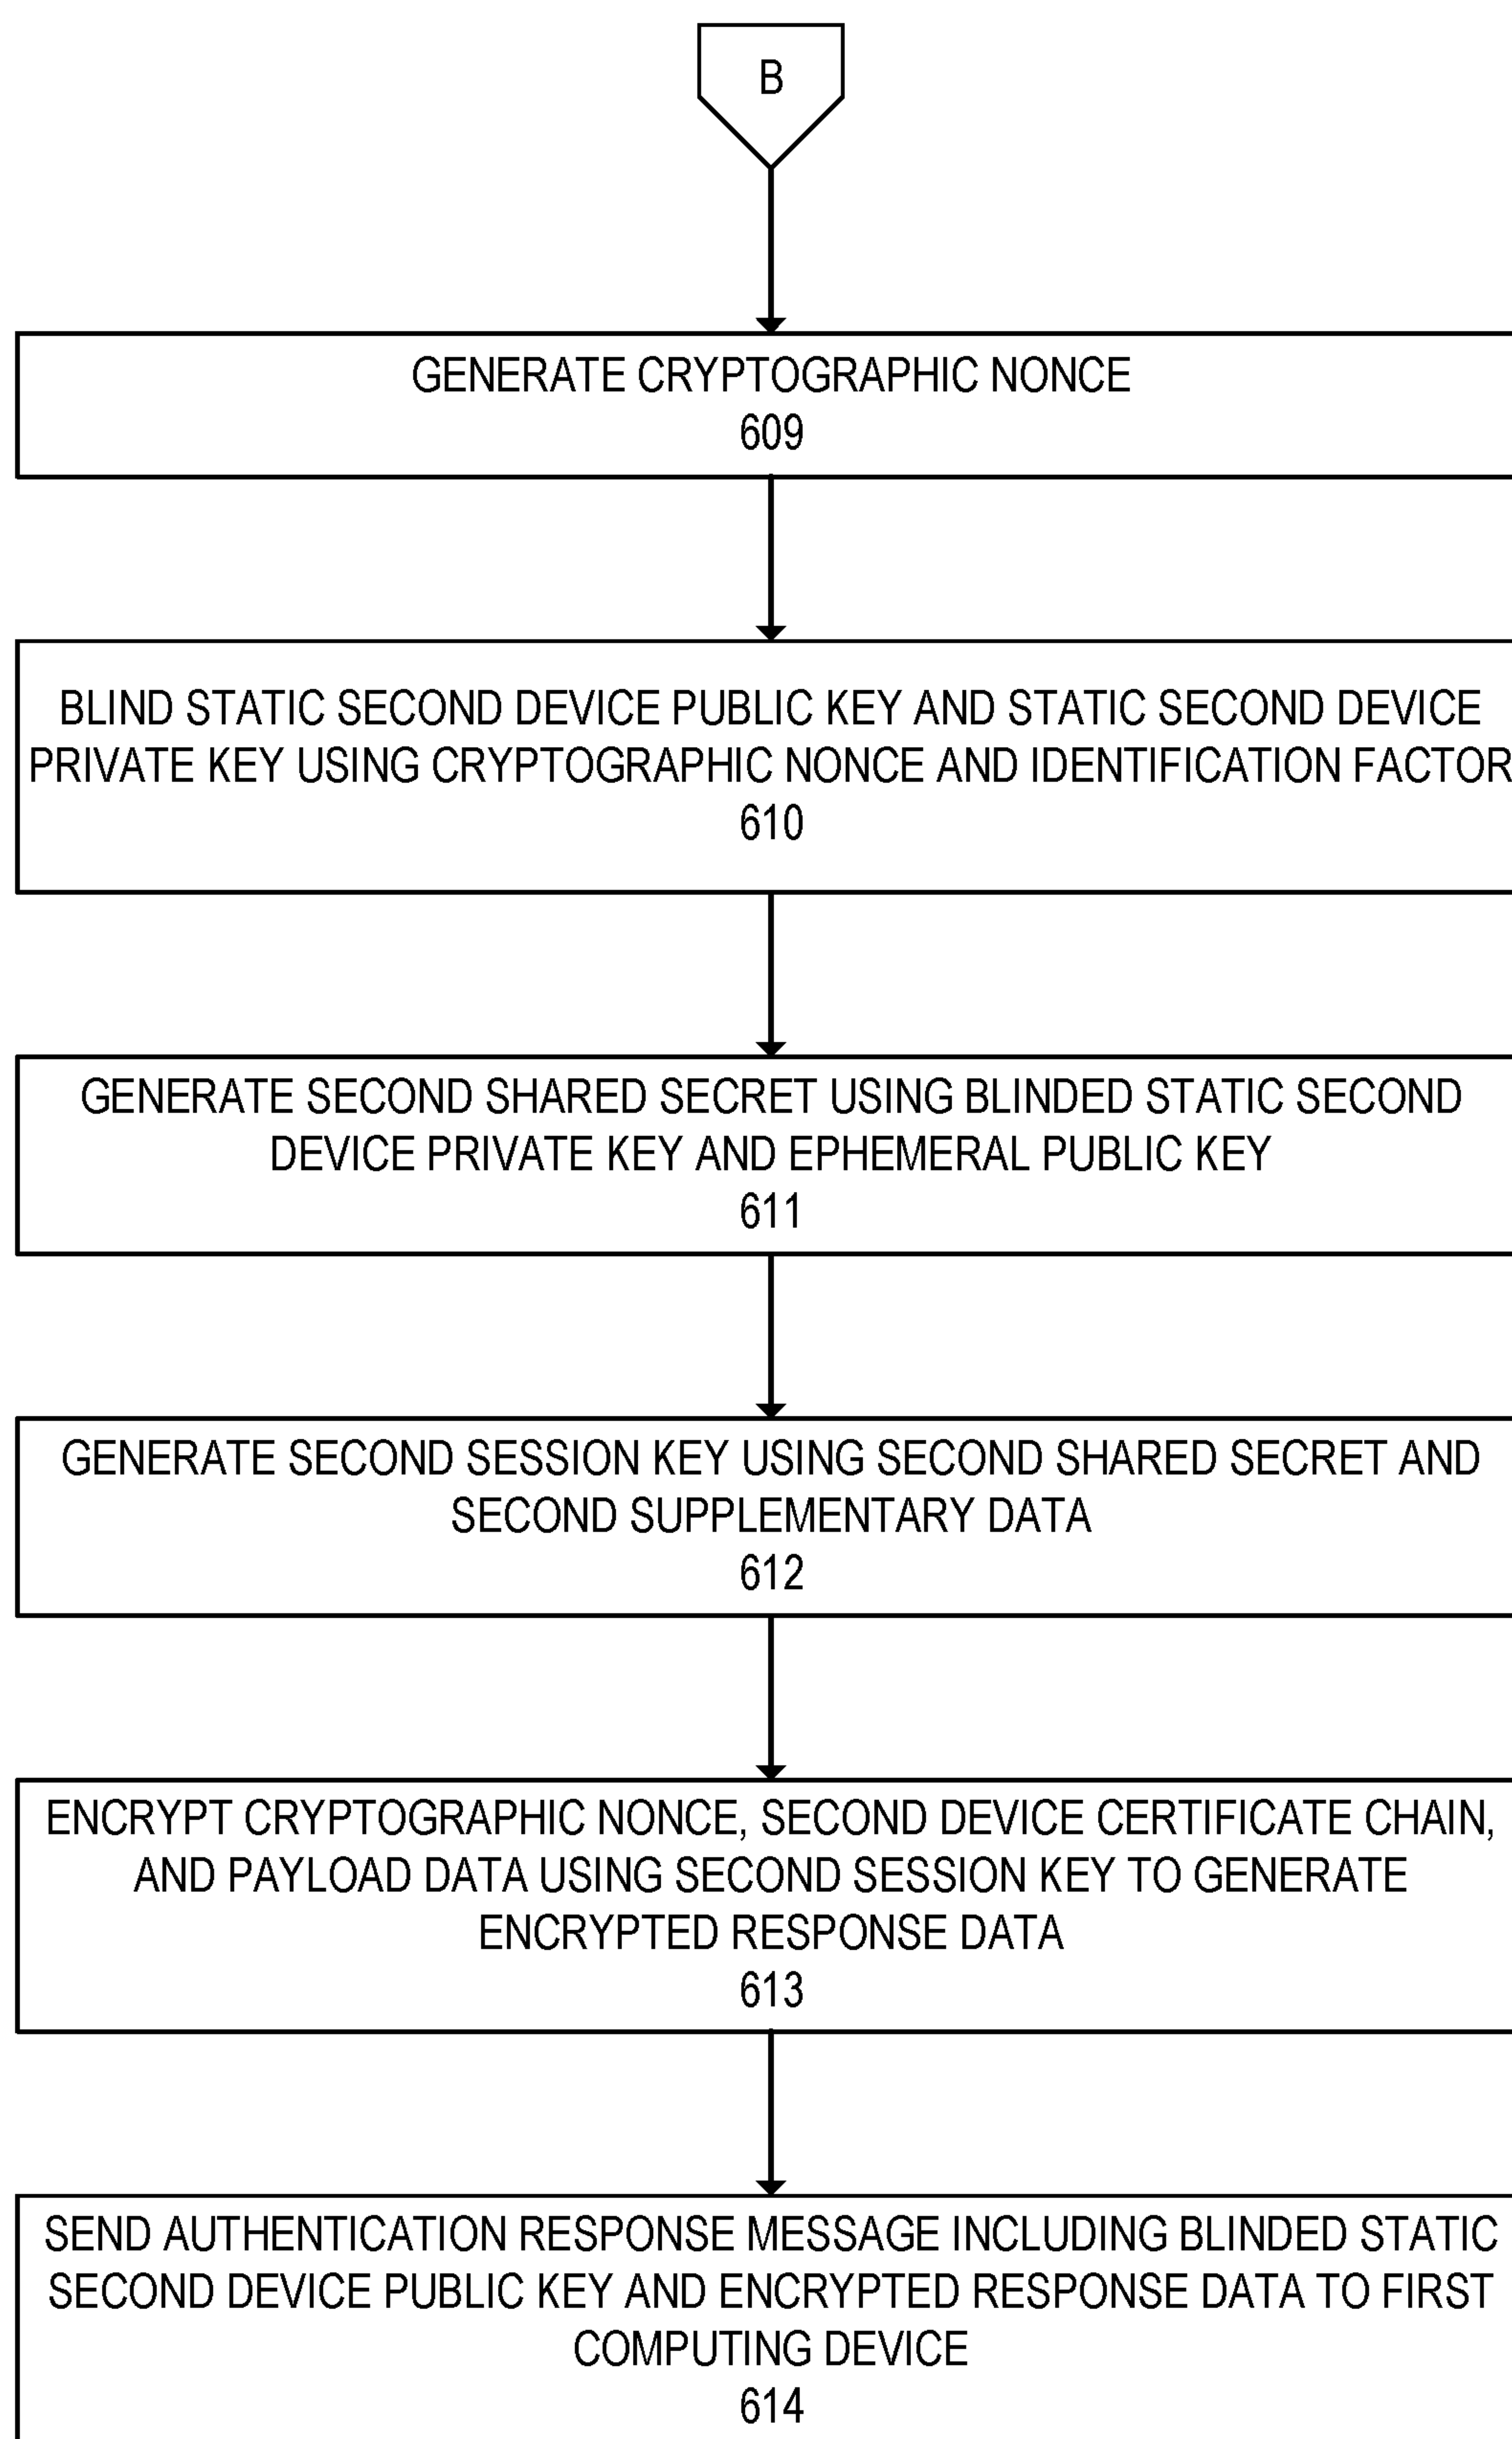 B
GENERATE CRYPTOGRAPHIC NONCE
609
BLIND STATIC SECOND DEVICE PUBLIC KEY AND STATIC SECOND DEVICE
PRIVATE KEY USING CRYPTOGRAPHIC NONCE AND IDENTIFICATION FACTOR
610
GENERATE SECOND SHARED SECRET USING BLINDED STATIC SECOND
DEVICE PRIVATE KEY AND EPHEMERAL PUBLIC KEY
611
GENERATE SECOND SESSION KEY USING SECOND SHARED SECRET AND
SECOND SUPPLEMENTARY DATA
612
ENCRYPT CRYPTOGRAPHIC NONCE, SECOND DEVICE CERTIFICATE CHAIN,
AND PAYLOAD DATA USING SECOND SESSION KEY TO GENERATE
ENCRYPTED RESPONSE DATA
613
SEND AUTHENTICATION RESPONSE MESSAGE INCLUDING BLINDED STATIC
SECOND DEVICE PUBLIC KEY AND ENCRYPTED RESPONSE DATA TO FIRST
COMPUTING DEVICE
614